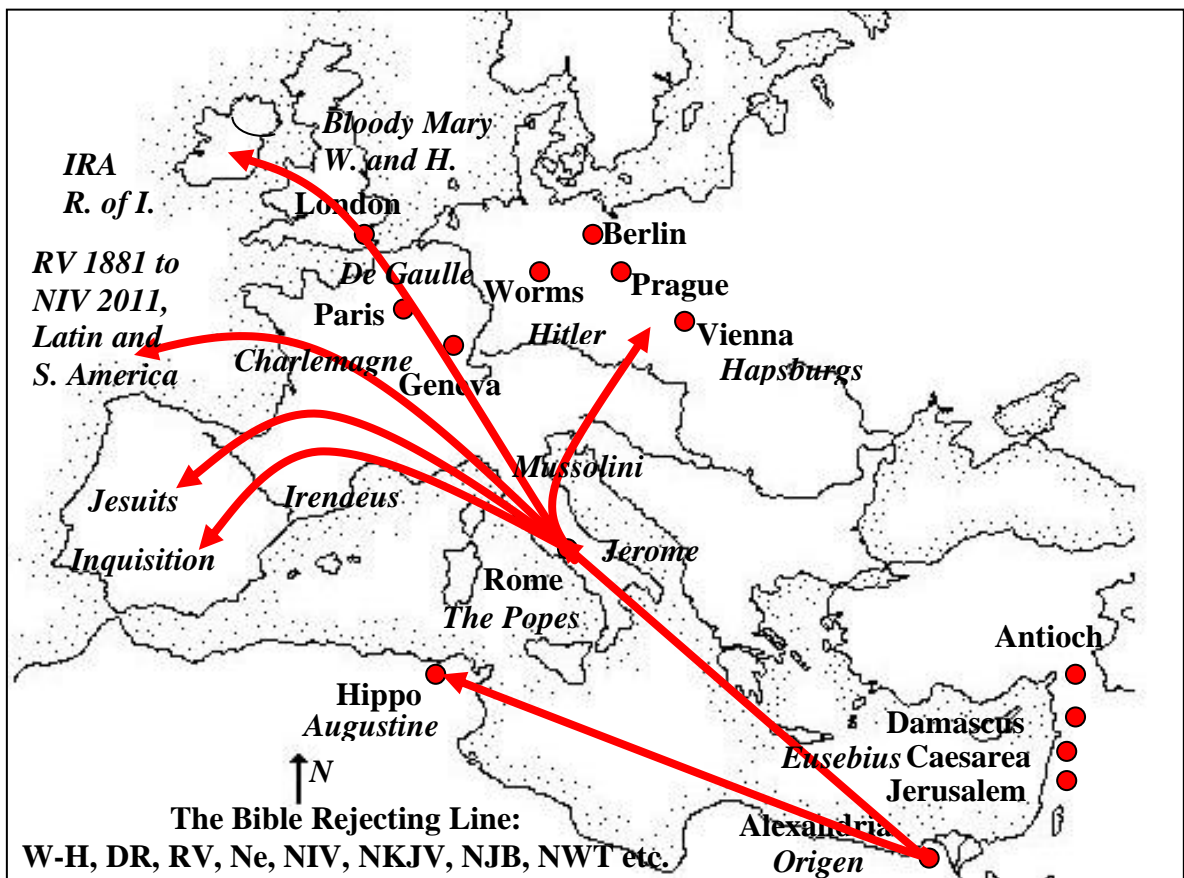 Bloody Mary
W. and H.
IRA
R. of I.
London
Berlin
RV 1881 to
NIV 2011,
Latin and
S. America
De Gaulle
Worms
Prague
Paris
Hitler
Vienna
Charlemagne
Hapsburgs
Geneva
Mussolini
Jesuits
Irendeus
Inquisition
Jerome
Rome
The Popes
Antioch
Hippo
Augustine
Damascus
Eusebius Caesarea
Jerusalem
N
The Bible Rejecting Line:
Alexandria
W-H, DR, RV, Ne, NIV, NKJV, NJB, NWT etc.
Origen